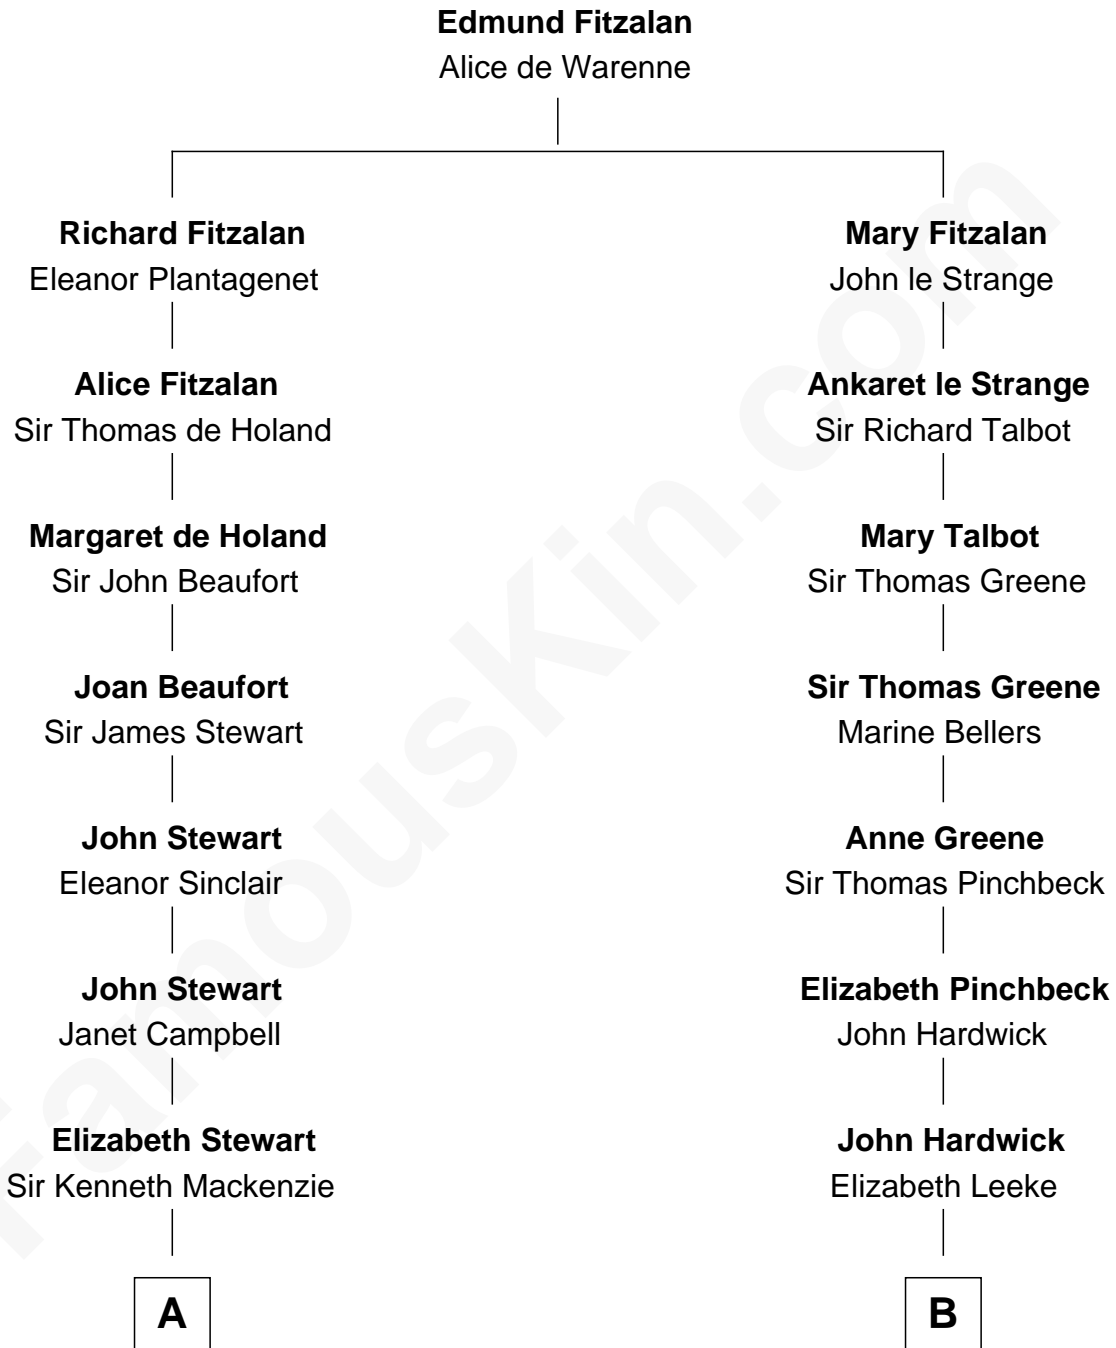 Edmund Fitzalan
Alice de Warenne
Richard Fitzalan
Eleanor Plantagenet
Mary Fitzalan
John le Strange
Alice Fitzalan
Sir Thomas de Holand
Ankaret le Strange
Sir Richard Talbot
Margaret de Holand
Sir John Beaufort
Mary Talbot
Sir Thomas Greene
Joan Beaufort
Sir James Stewart
Sir Thomas Greene
Marine Bellers
John Stewart
Eleanor Sinclair
Anne Greene
Sir Thomas Pinchbeck
John Stewart
Janet Campbell
Elizabeth Pinchbeck
John Hardwick
Elizabeth Stewart
Sir Kenneth Mackenzie
John Hardwick
Elizabeth Leeke
A
B
FamousKin.com